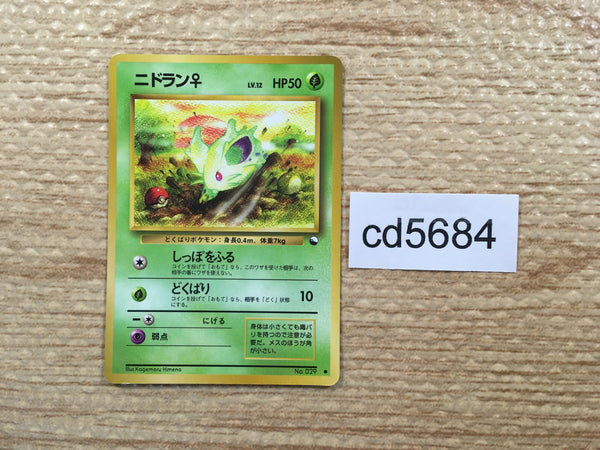 ニドラン♀ LV.12 HP50
どくばりポケモン：身長0.4m、体重7kg
しっぽをふる
コインを投げて「おもて」なら、このワザを受けた相手は、次の
相手の番にワザを使えない。
どくばり 10
コインを投げて「おもて」なら、相手を「どく」状態
にする。
にげる
弱点
身体は小さくても毒バ
リを持つので注意が必
要だ。メスのほうが角
が小さい。
Illus.Kagemaru Himeno
No.029
cd5684